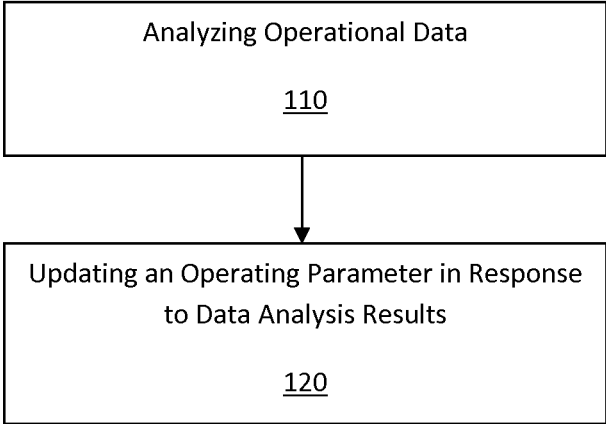 Analyzing Operational Data
110
Updating an Operating Parameter in Response
to Data Analysis Results
120